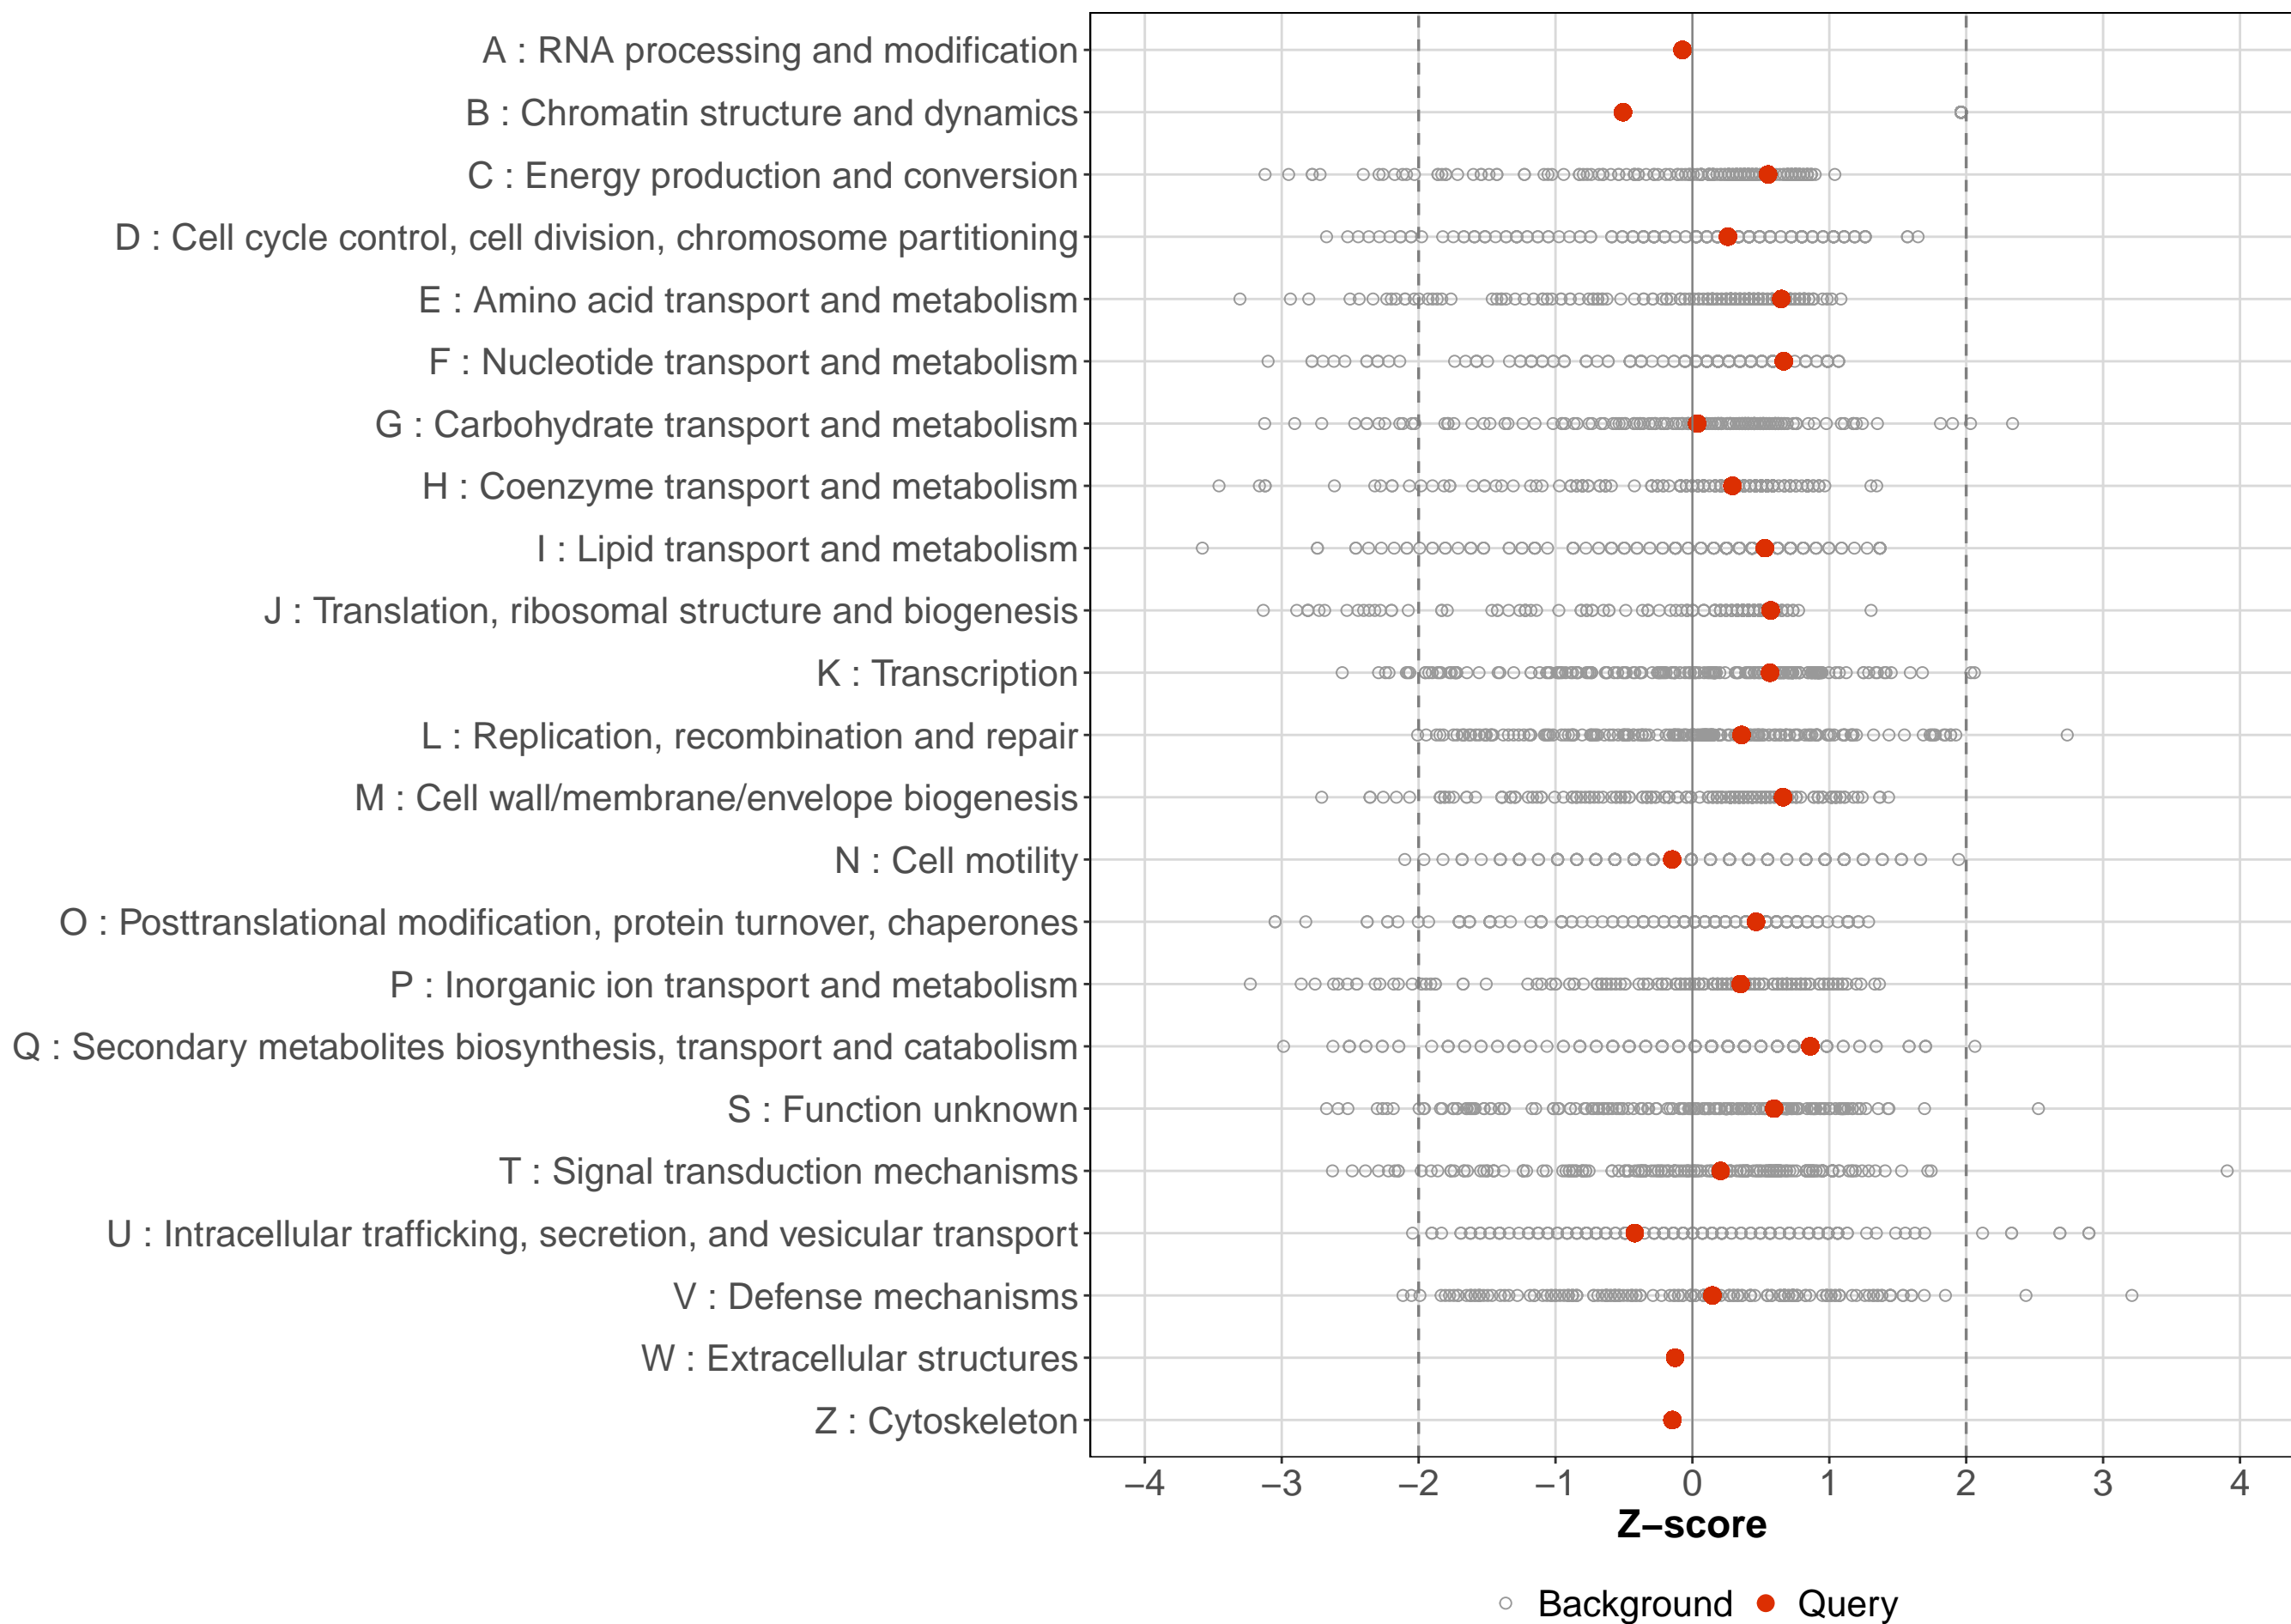 A : RNA processing and modification
B : Chromatin structure and dynamics
C : Energy production and conversion
D : Cell cycle control, cell division, chromosome partitioning
E : Amino acid transport and metabolism
F : Nucleotide transport and metabolism
G : Carbohydrate transport and metabolism
H : Coenzyme transport and metabolism
I : Lipid transport and metabolism
J : Translation, ribosomal structure and biogenesis
K : Transcription
L : Replication, recombination and repair
M : Cell wall/membrane/envelope biogenesis
N : Cell motility
O : Posttranslational modification, protein turnover, chaperones
P : Inorganic ion transport and metabolism
Q : Secondary metabolites biosynthesis, transport and catabolism
S : Function unknown
T : Signal transduction mechanisms
U : Intracellular trafficking, secretion, and vesicular transport
V : Defense mechanisms
W : Extracellular structures
Z : Cytoskeleton
−4 −3 −2 −1 0 1 2 3 4
Z−score
Background Query